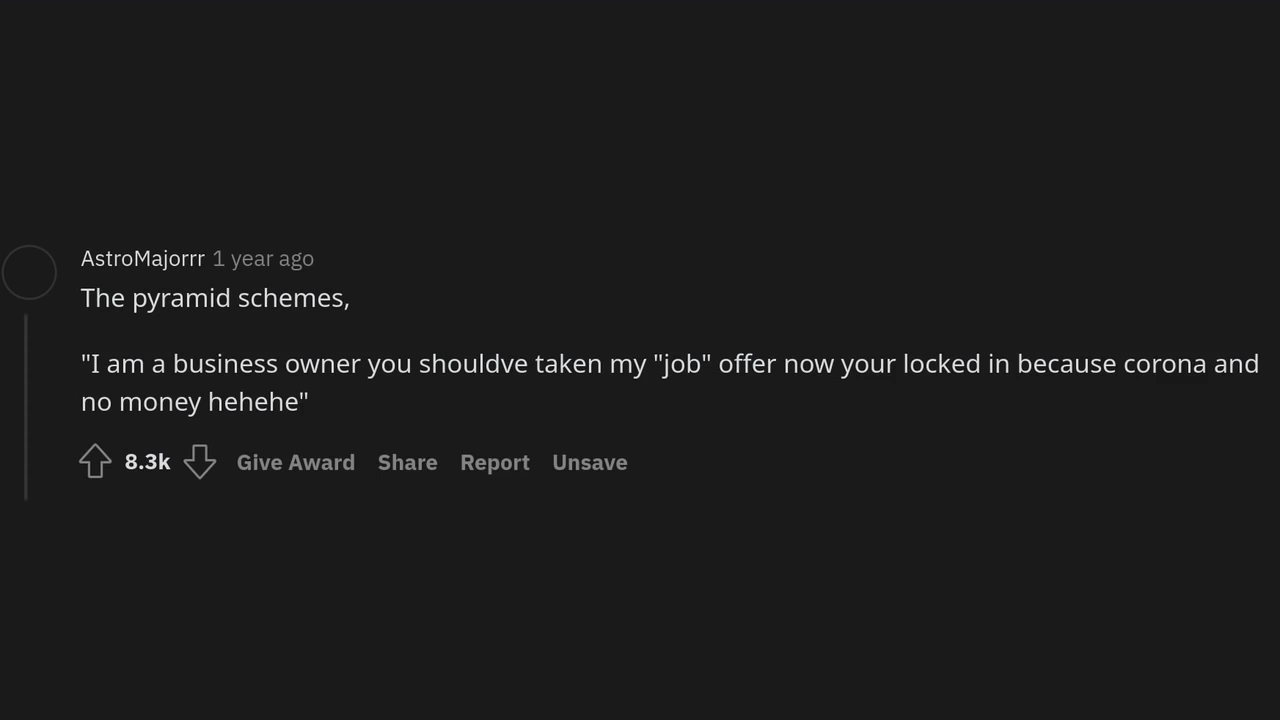 AstroMajorrr 1 year ago
The pyramid schemes,
"I am a business owner you shouldve taken my "job" offer now your locked in because corona and
no money hehehe"
8.3k Give Award Share Report Unsave